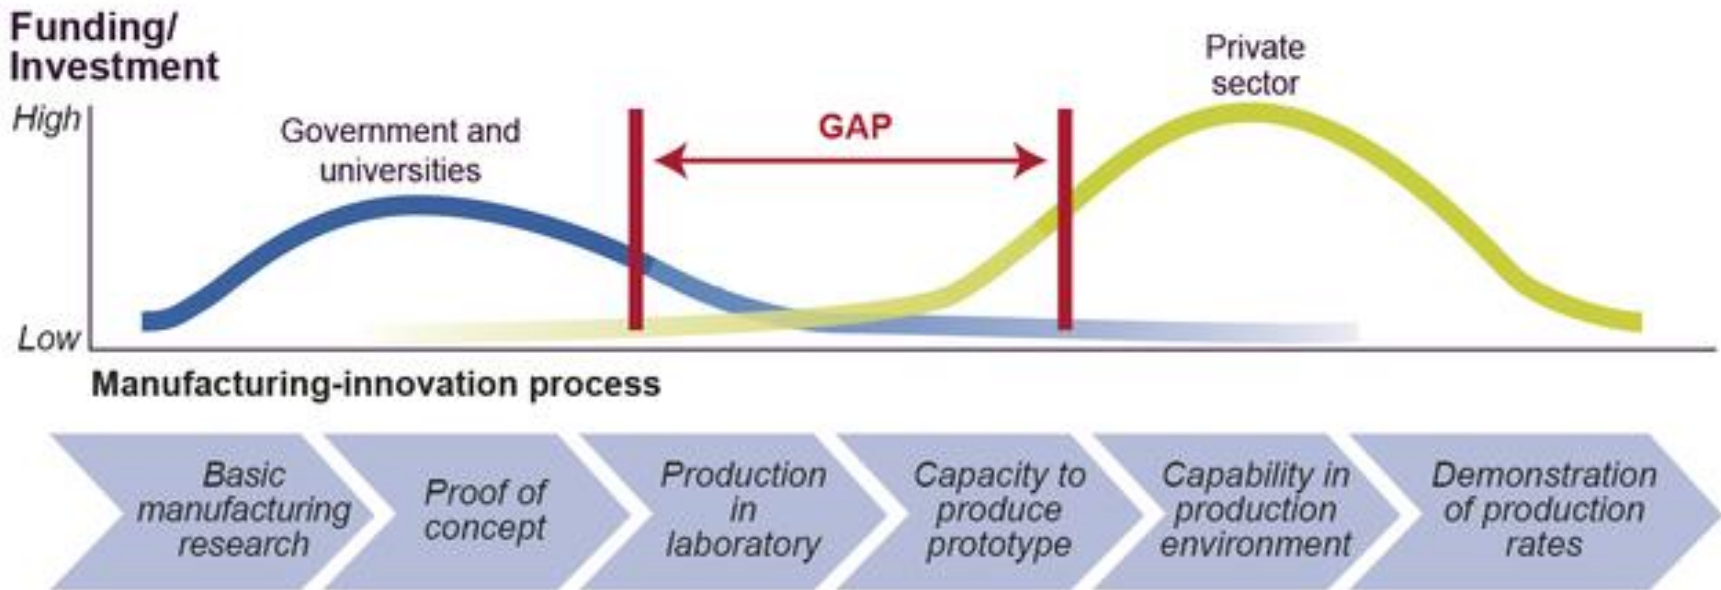 Funding/
Investment
High
Low
Government and
universities
GAP
Private
sector
Manufacturing-innovation process
Basic
manufacturing
research
Proof of
concept
Production
in
laboratory
Capacity to
produce
prototype
Capability in
production
environment
Demonstration
of production
rates